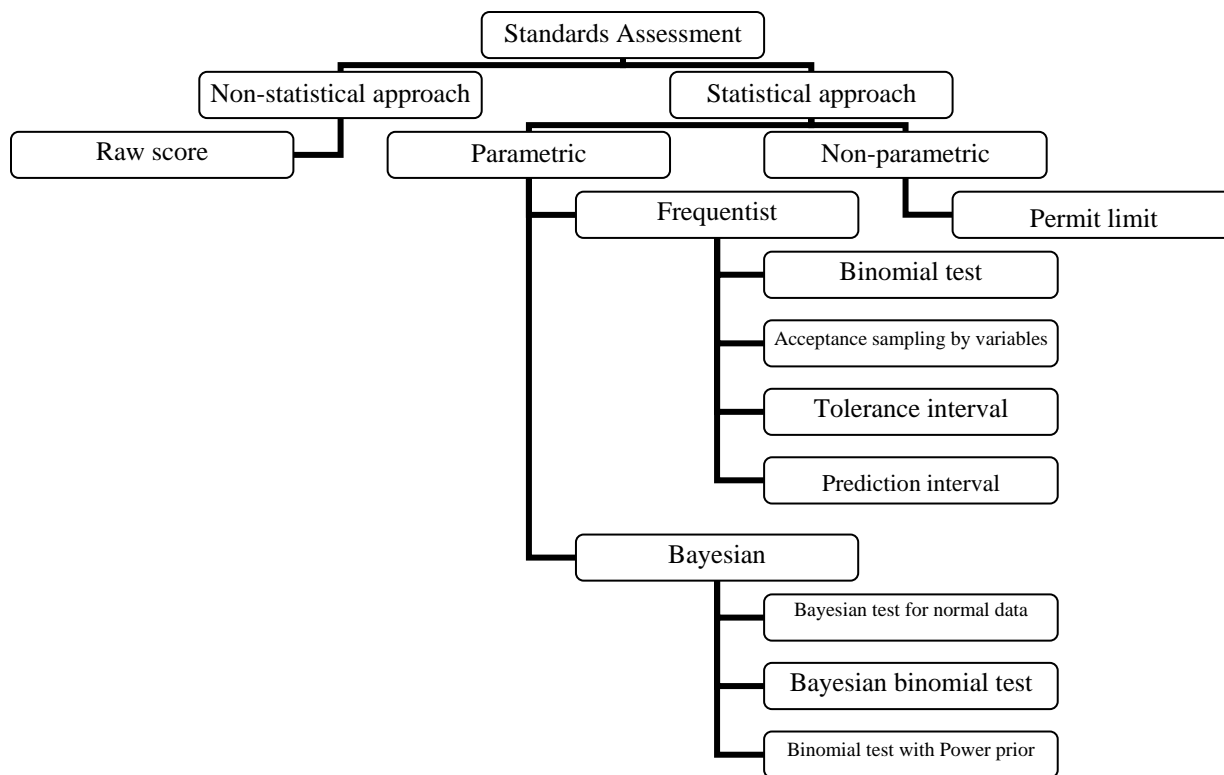 Standards Assessment
Non-statistical approach
Statistical approach
Raw score
Parametric
Non-parametric
Frequentist
Permit limit
Binomial test
Acceptance sampling by variables
Tolerance interval
Prediction interval
Bayesian
Bayesian test for normal data
Bayesian binomial test
Binomial test with Power prior